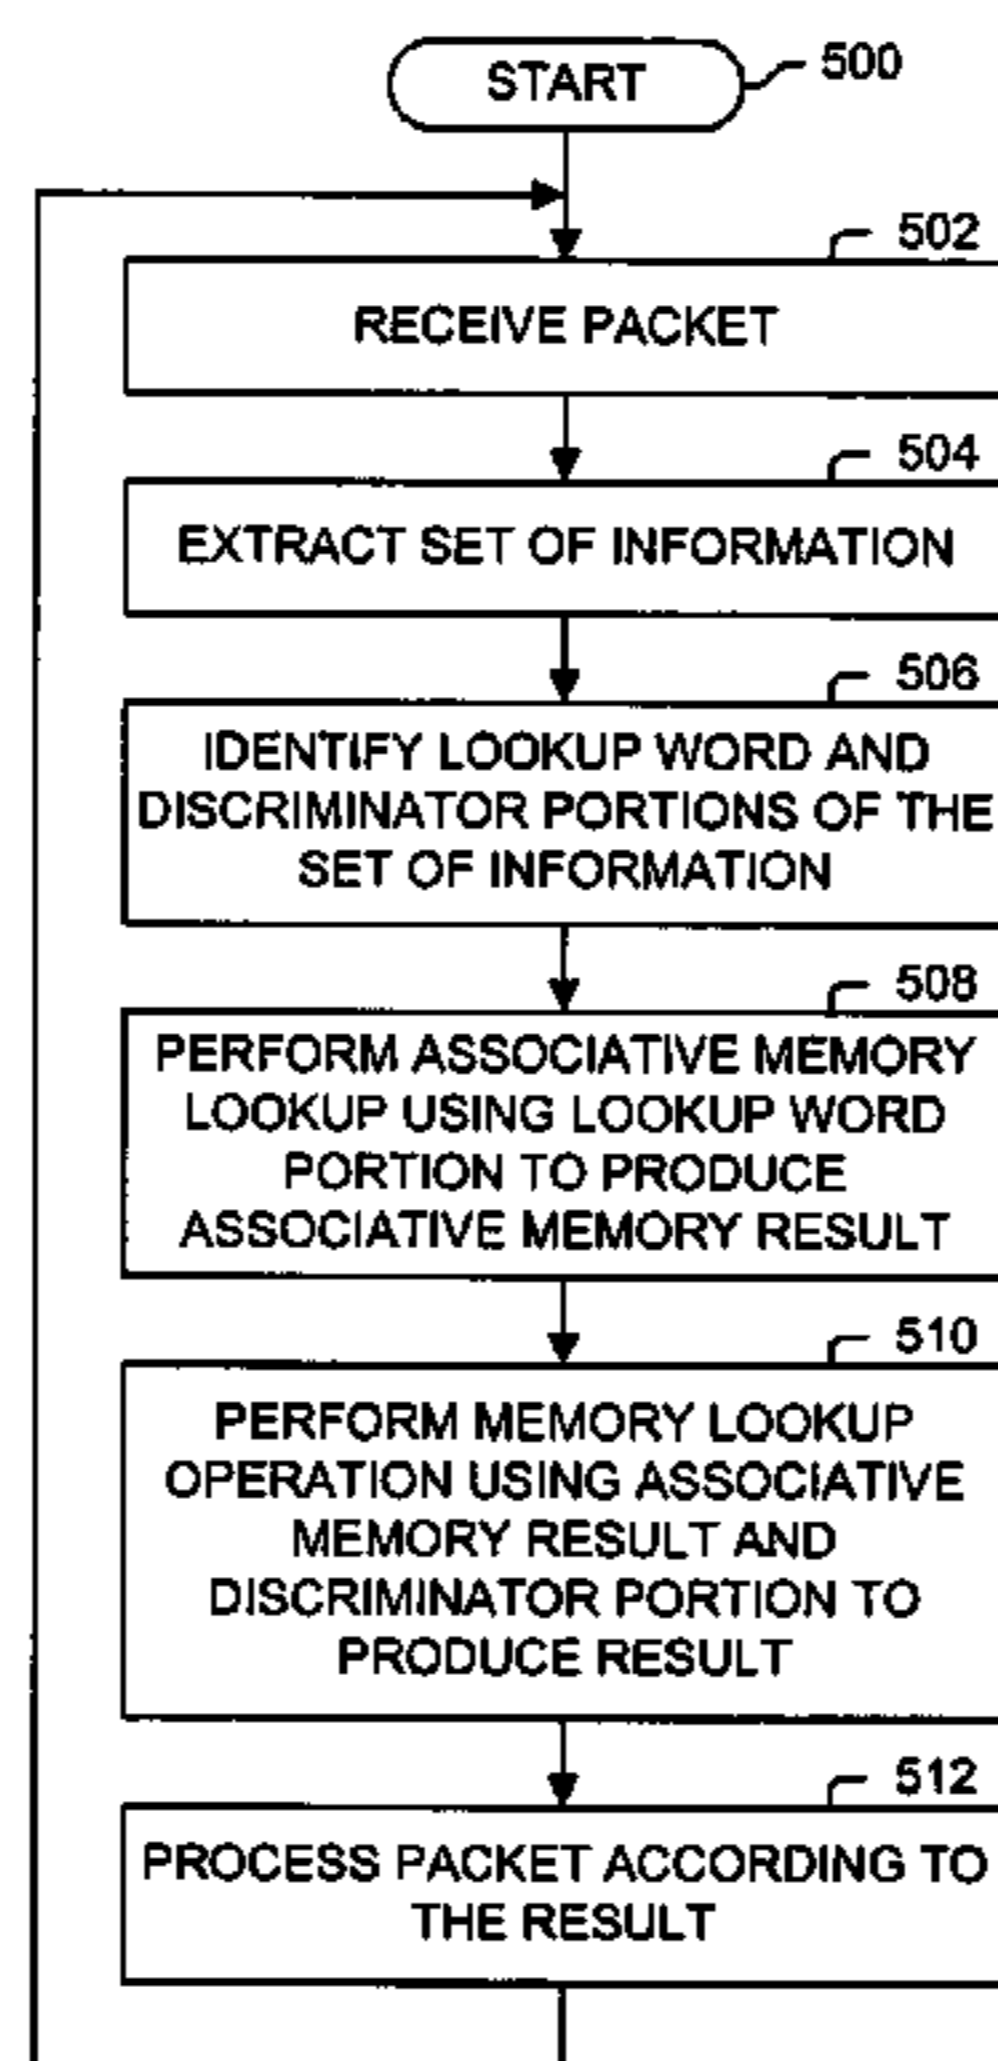 START
500
502
RECEIVE PACKET
504
EXTRACT SET OF INFORMATION
506
IDENTIFY LOOKUP WORD AND
DISCRIMINATOR PORTIONS OF THE
SET OF INFORMATION
508
PERFORM ASSOCIATIVE MEMORY
LOOKUP USING LOOKUP WORD
PORTION TO PRODUCE
ASSOCIATIVE MEMORY RESULT
510
PERFORM MEMORY LOOKUP
OPERATION USING ASSOCIATIVE
MEMORY RESULT AND
DISCRIMINATOR PORTION TO
PRODUCE RESULT
512
PROCESS PACKET ACCORDING TO
THE RESULT